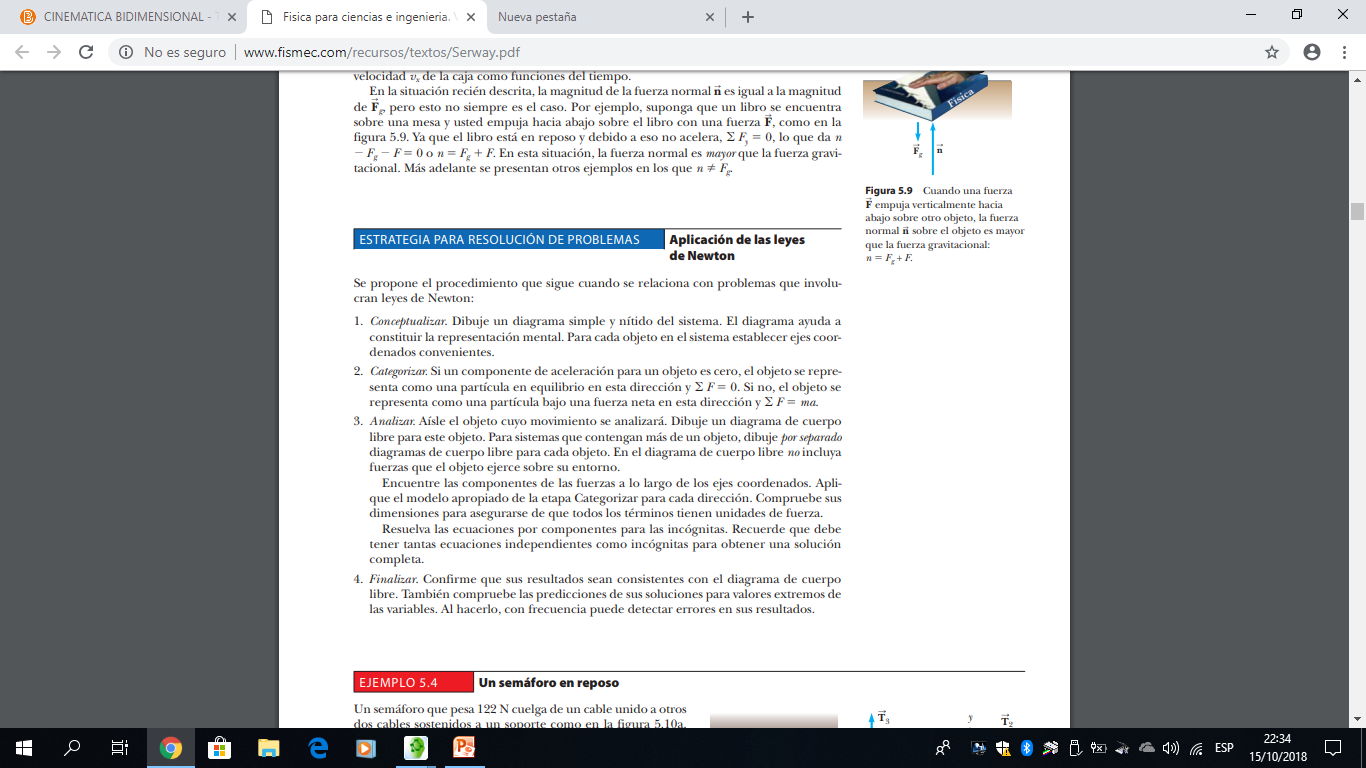 CINEMATICA BIDIMENSIONAL - T
Fisica para ciencias e ingenieria. V
Nueva pestaña
No es seguro
www.fismec.com/recursos/textos/Serway.pdf
velocidad vₓ de la caja como funciones del tiempo.
En la situación recién descrita, la magnitud de la fuerza normal n⃗ es igual a la magnitud
de F⃗g, pero esto no siempre es el caso. Por ejemplo, suponga que un libro se encuentra
sobre una mesa y usted empuja hacia abajo sobre el libro con una fuerza F⃗, como en la
figura 5.9. Ya que el libro está en reposo y debido a eso no acelera, Σ Fy = 0, lo que da n
− Fg − F = 0 o n = Fg + F. En esta situación, la fuerza normal es mayor que la fuerza gravi-
tacional. Más adelante se presentan otros ejemplos en los que n ≠ Fg.
Física
F⃗g
n⃗
Figura 5.9 Cuando una fuerza
F⃗ empuja verticalmente hacia
abajo sobre otro objeto, la fuerza
normal n⃗ sobre el objeto es mayor
que la fuerza gravitacional:
n = Fg + F.
ESTRATEGIA PARA RESOLUCIÓN DE PROBLEMAS
Aplicación de las leyes
de Newton
Se propone el procedimiento que sigue cuando se relaciona con problemas que involu-
cran leyes de Newton:
1. Conceptualizar. Dibuje un diagrama simple y nítido del sistema. El diagrama ayuda a
constituir la representación mental. Para cada objeto en el sistema establecer ejes coor-
denados convenientes.
2. Categorizar. Si un componente de aceleración para un objeto es cero, el objeto se repre-
senta como una partícula en equilibrio en esta dirección y Σ F = 0. Si no, el objeto se
representa como una partícula bajo una fuerza neta en esta dirección y Σ F = ma.
3. Analizar. Aísle el objeto cuyo movimiento se analizará. Dibuje un diagrama de cuerpo
libre para este objeto. Para sistemas que contengan más de un objeto, dibuje por separado
diagramas de cuerpo libre para cada objeto. En el diagrama de cuerpo libre no incluya
fuerzas que el objeto ejerce sobre su entorno.
Encuentre las componentes de las fuerzas a lo largo de los ejes coordenados. Apli-
que el modelo apropiado de la etapa Categorizar para cada dirección. Compruebe sus
dimensiones para asegurarse de que todos los términos tienen unidades de fuerza.
Resuelva las ecuaciones por componentes para las incógnitas. Recuerde que debe
tener tantas ecuaciones independientes como incógnitas para obtener una solución
completa.
4. Finalizar. Confirme que sus resultados sean consistentes con el diagrama de cuerpo
libre. También compruebe las predicciones de sus soluciones para valores extremos de
las variables. Al hacerlo, con frecuencia puede detectar errores en sus resultados.
EJEMPLO 5.4
Un semáforo en reposo
Un semáforo que pesa 122 N cuelga de un cable unido a otros
dos cables sostenidos a un soporte como en la figura 5.10a.
T⃗3
y
T⃗2
ESP
22:34
15/10/2018